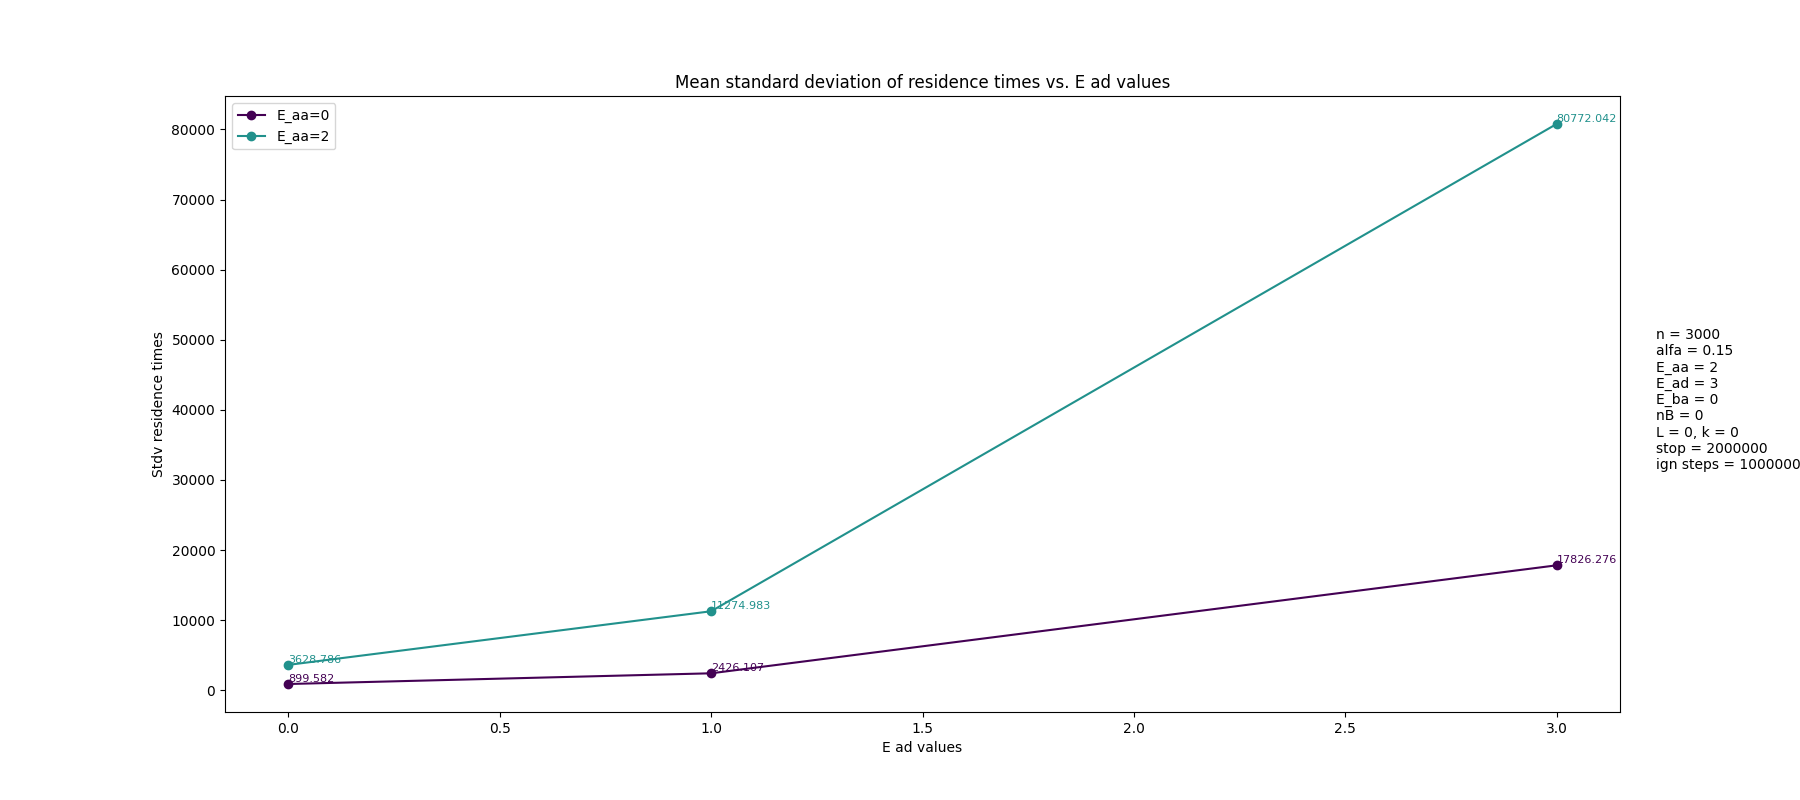 Mean standard deviation of residence times vs. E ad values
E_aa=0
E_aa=2
80000
70000
60000
50000
40000
30000
20000
10000
0
Stdv residence times
80772.042
17826.276
11274.983
2426.107
3628.786
899.582
0.0
0.5
1.0
1.5
2.0
2.5
3.0
E ad values
n = 3000
alfa = 0.15
E_aa = 2
E_ad = 3
E_ba = 0
nB = 0
L = 0, k = 0
stop = 2000000
ign steps = 1000000